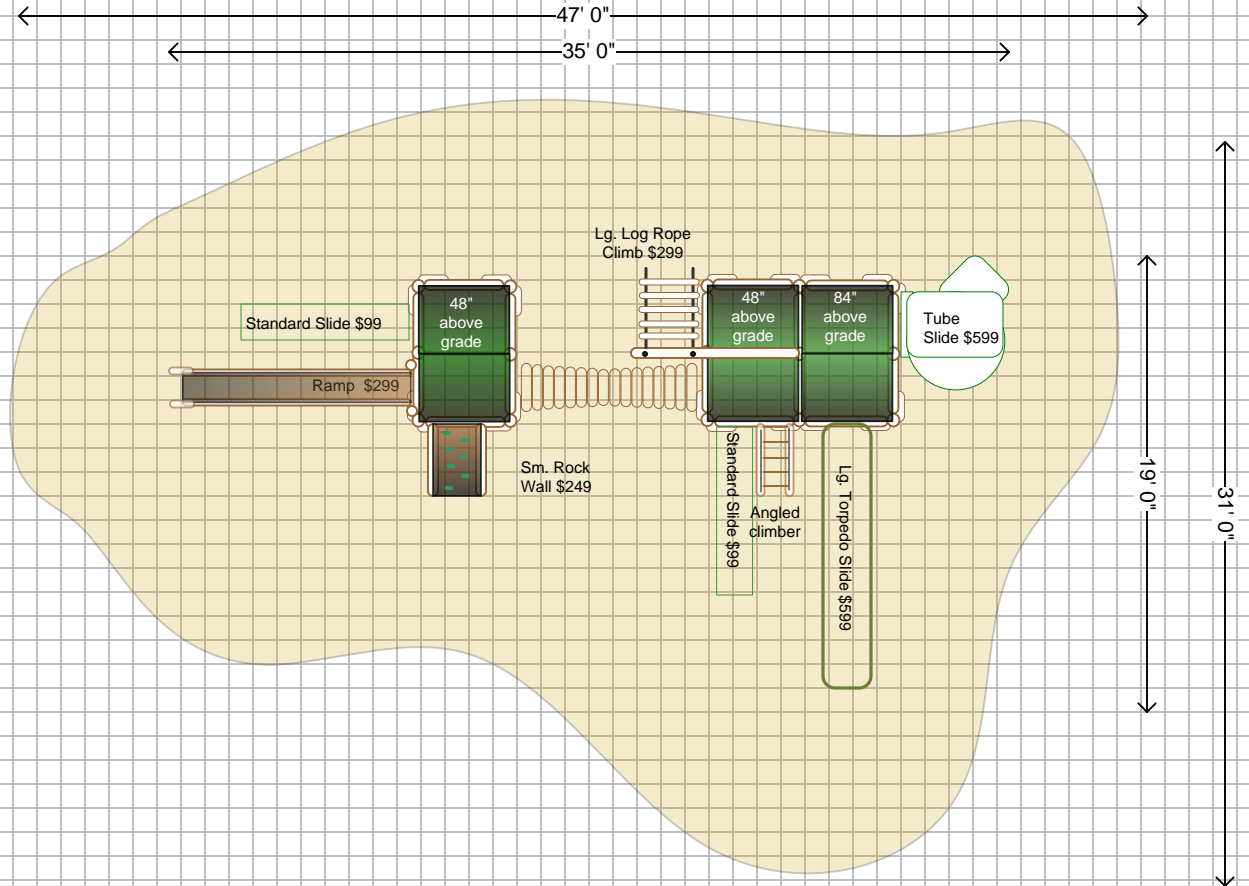 47' 0"
35' 0"
Lg. Log Rope
Climb $299
48"
above
grade
48"
above
grade
84"
above
grade
Standard Slide $99
Tube
Slide $599
Ramp  $299
Sm. Rock
Wall $249
Standard Slide $99
Angled
climber
Lg. Torpedo Slide $599
19' 0"
31' 0"